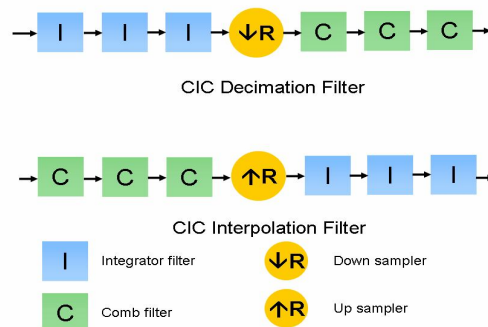 I I I ↓R C C C
CIC Decimation Filter
C C C ↑R I I I
CIC Interpolation Filter
I Integrator filter ↓R Down sampler
C Comb filter ↑R Up sampler